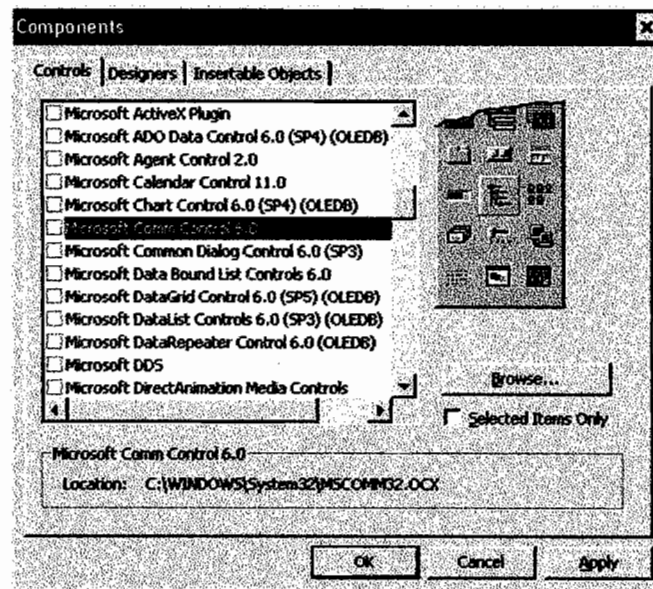 Components
Controls Designers Insertable Objects
Microsoft ActiveX Plugin
Microsoft ADO Data Control 6.0 (SP4) (OLEDB)
Microsoft Agent Control 2.0
Microsoft Calendar Control 11.0
Microsoft Chart Control 6.0 (SP4) (OLEDB)
Microsoft Comm Control 6.0
Microsoft Common Dialog Control 6.0 (SP3)
Microsoft Data Bound List Controls 6.0
Microsoft DataGrid Control 6.0 (SP5) (OLEDB)
Microsoft DataList Controls 6.0 (SP3) (OLEDB)
Microsoft DataRepeater Control 6.0 (OLEDB)
Microsoft DDS
Microsoft DirectAnimation Media Controls
Browse...
Selected Items Only
Microsoft Comm Control 6.0
Location: C:\WINDOWS\System32\MSCOMM32.OCX
OK Cancel Apply